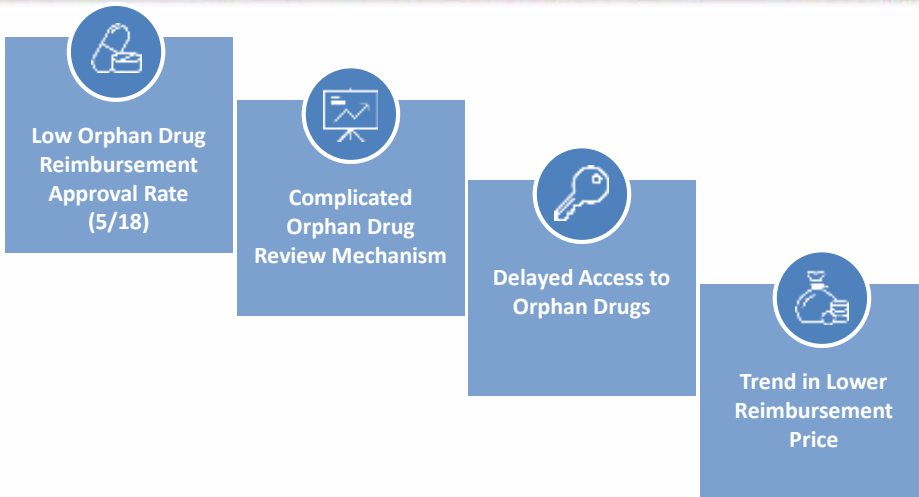 Low Orphan Drug
Reimbursement
Approval Rate
(5/18)
Complicated
Orphan Drug
Review Mechanism
Delayed Access to
Orphan Drugs
Trend in Lower
Reimbursement
Price